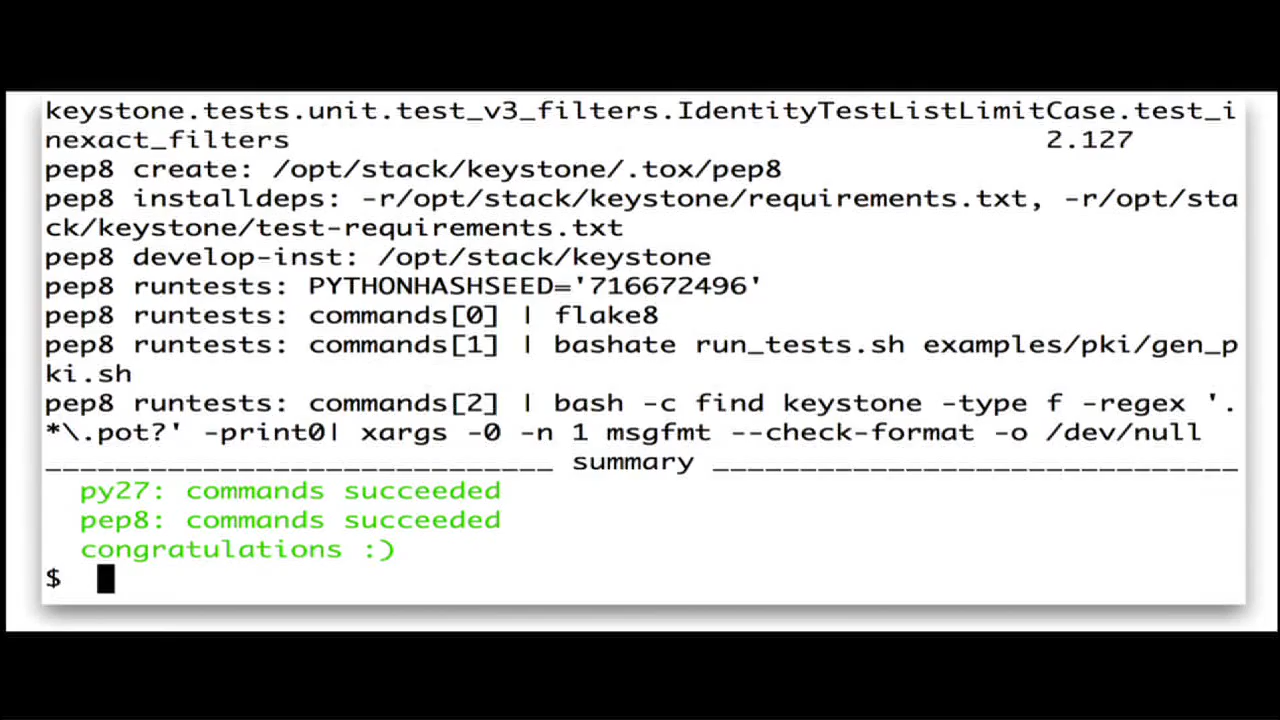 keystone.tests.unit.test_v3_filters.IdentityTestListLimitCase.test_i
nexact_filters 2.127
pep8 create: /opt/stack/keystone/.tox/pep8
pep8 installdeps: -r/opt/stack/keystone/requirements.txt, -r/opt/sta
ck/keystone/test-requirements.txt
pep8 develop-inst: /opt/stack/keystone
pep8 runtests: PYTHONHASHSEED='716672496'
pep8 runtests: commands[0] | flake8
pep8 runtests: commands[1] | bashate run_tests.sh examples/pki/gen_p
ki.sh
pep8 runtests: commands[2] | bash -c find keystone -type f -regex '.
*\.pot?' -print0| xargs -0 -n 1 msgfmt --check-format -o /dev/null
_____________________________ summary ______________________________
py27: commands succeeded
pep8: commands succeeded
congratulations :)
$